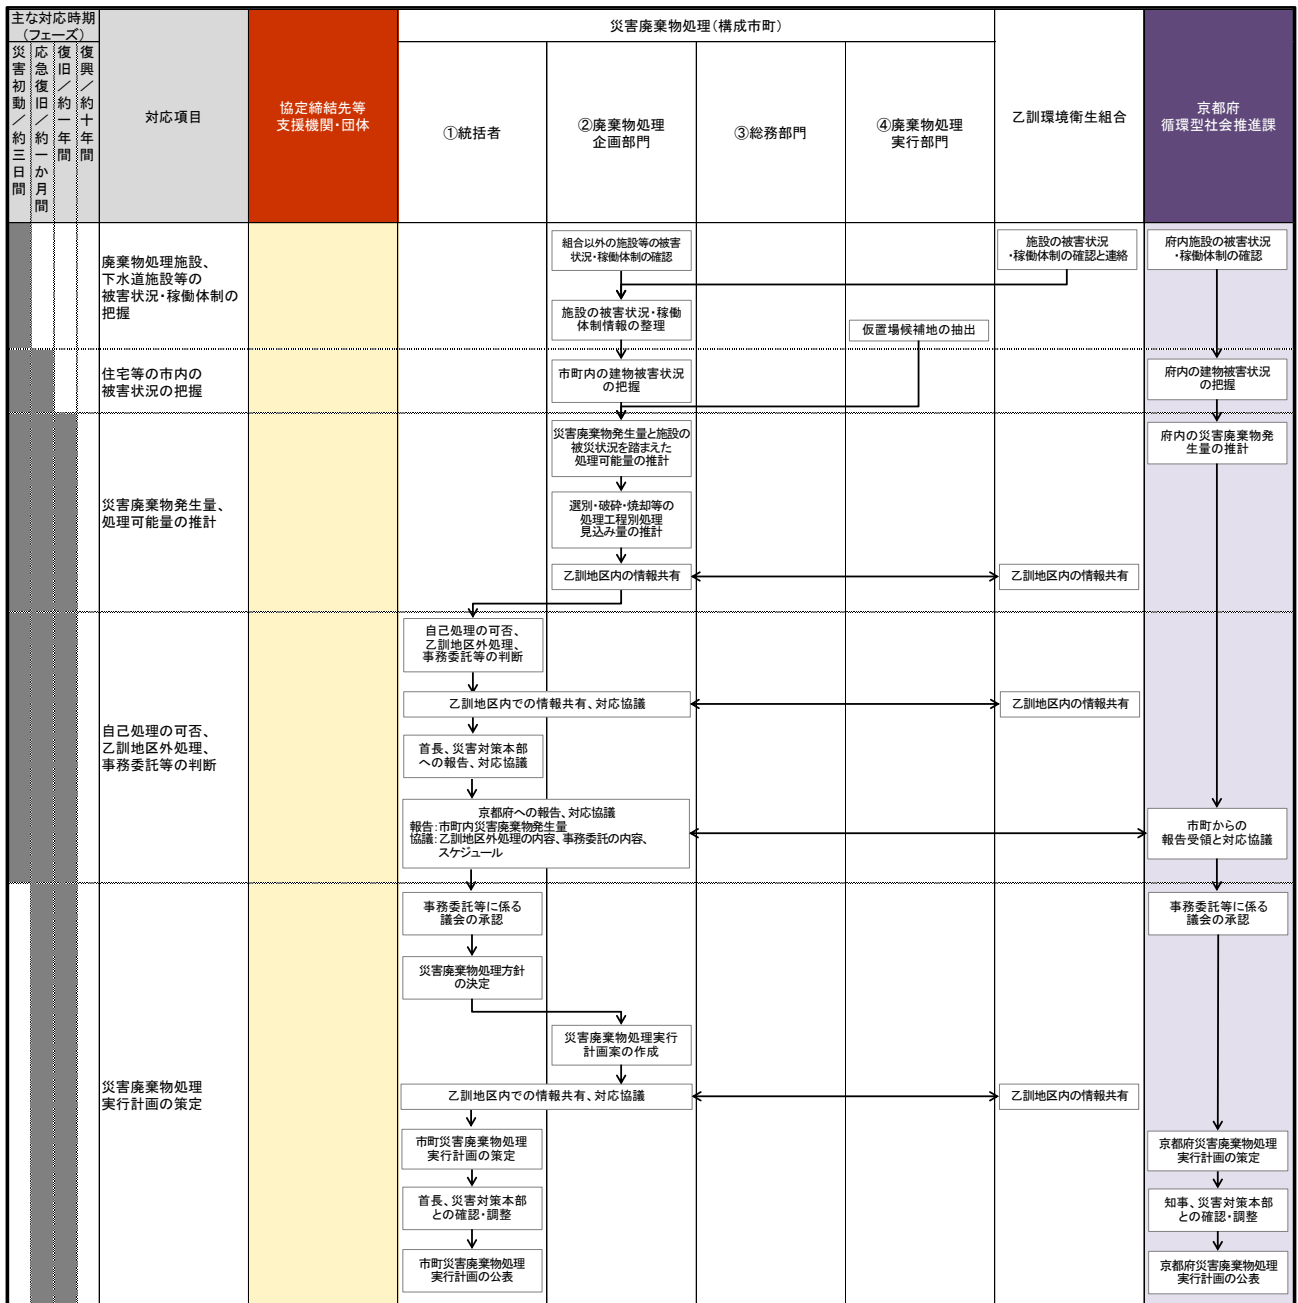 主な対応時期
（フェーズ）
災害初動／約三日間
応急復旧／約一か月間
復旧／約一年間
復興／約十年間
対応項目
協定締結先等
支援機関・団体
災害廃棄物処理（構成市町）
①統括者
②廃棄物処理
企画部門
③総務部門
④廃棄物処理
実行部門
乙訓環境衛生組合
京都府
循環型社会推進課
廃棄物処理施設、
下水道施設等の
被害状況・稼働体制の
把握
組合以外の施設等の被害
状況・稼働体制の確認
施設の被害状況
・稼働体制の確認と連絡
府内施設の被害状況
・稼働体制の確認
施設の被害状況・稼働
体制情報の整理
仮置場候補地の抽出
住宅等の市内の
被害状況の把握
市町内の建物被害状況
の把握
府内の建物被害状況
の把握
災害廃棄物発生量、
処理可能量の推計
災害廃棄物発生量と施設の
被災状況を踏まえた
処理可能量の推計
府内の災害廃棄物発
生量の推計
選別・破砕・焼却等の
処理工程別処理
見込み量の推計
乙訓地区内の情報共有
乙訓地区内の情報共有
自己処理の可否、
乙訓地区外処理、
事務委託等の判断
自己処理の可否、
乙訓地区外処理、
事務委託等の判断
乙訓地区内での情報共有、対応協議
乙訓地区内の情報共有
首長、災害対策本部
への報告、対応協議
京都府への報告、対応協議
報告：市町内災害廃棄物発生量
協議：乙訓地区外処理の内容、事務委託の内容、
スケジュール
市町からの
報告受領と対応協議
災害廃棄物処理
実行計画の策定
事務委託等に係る
議会の承認
事務委託等に係る
議会の承認
災害廃棄物処理方針
の決定
災害廃棄物処理実行
計画案の作成
乙訓地区内での情報共有、対応協議
乙訓地区内の情報共有
市町災害廃棄物処理
実行計画の策定
京都府災害廃棄物処理
実行計画の策定
首長、災害対策本部
との確認・調整
知事、災害対策本部
との確認・調整
市町災害廃棄物処理
実行計画の公表
京都府災害廃棄物処理
実行計画の公表